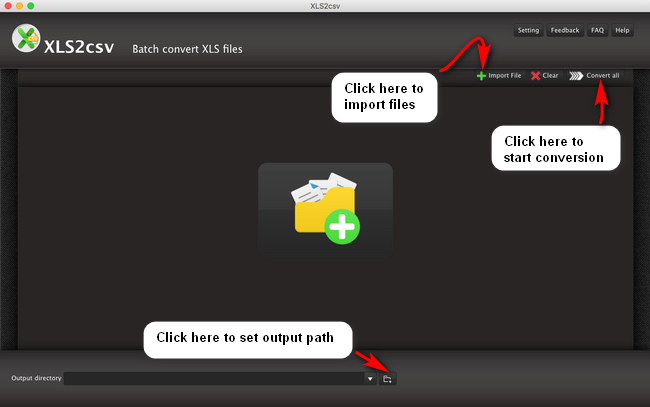 XLS2csv
XLS2csv
Batch convert XLS files
Setting
Feedback
FAQ
Help
Import File
Clear
Convert all
Click here to
import files
Click here to
start conversion
Click here to set output path
Output directory